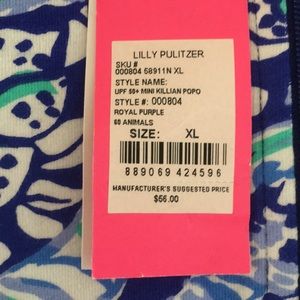 LILLY PULITZER
SKU #
000804 68911N XL
STYLE NAME:
UPF 50+ MINI KILLIAN POPO
STYLE #: 000804
ROYAL PURPLE
60 ANIMALS
SIZE: XL
889069 424596
MANUFACTURER'S SUGGESTED PRICE
$66.00